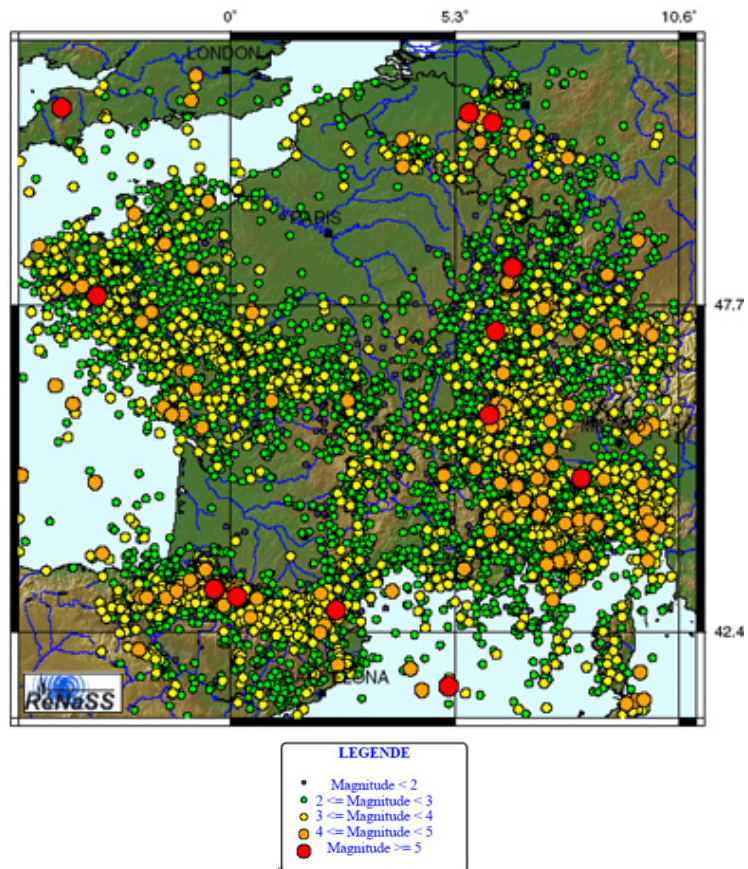 0°
5.3°
10.6°
LONDON
PARIS
47.7
42.4
BARCELONA
ReNaSS
LEGENDE
Magnitude < 2
2 <= Magnitude < 3
3 <= Magnitude < 4
4 <= Magnitude < 5
Magnitude >= 5